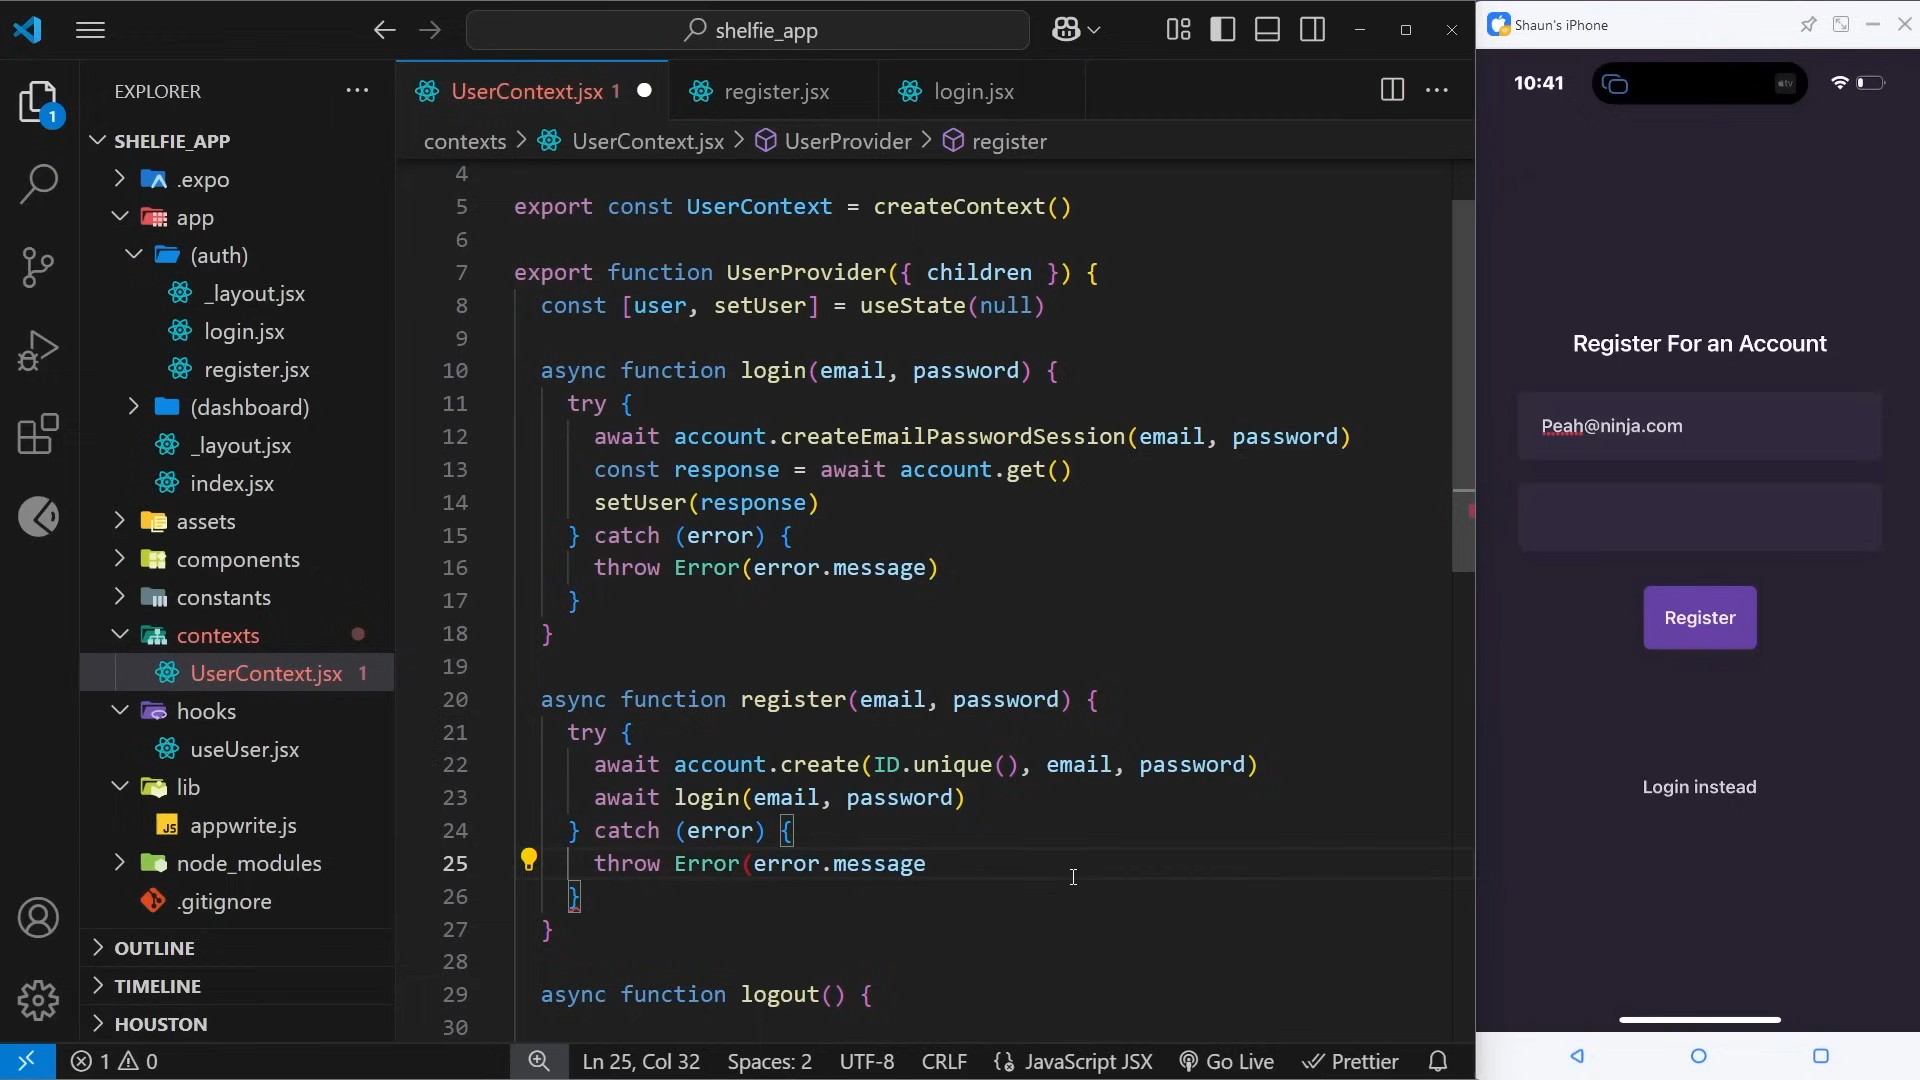 shelfie_app
EXPLORER
SHELFIE_APP
.expo
app
(auth)
_layout.jsx
login.jsx
register.jsx
(dashboard)
_layout.jsx
index.jsx
assets
components
constants
contexts
UserContext.jsx 1
hooks
useUser.jsx
lib
appwrite.js
node_modules
.gitignore
OUTLINE
TIMELINE
HOUSTON
1
UserContext.jsx 1
register.jsx
login.jsx
contexts > UserContext.jsx > UserProvider > register
4
5 export const UserContext = createContext()
6
7 export function UserProvider({ children }) {
8 const [user, setUser] = useState(null)
9
10 async function login(email, password) {
11 try {
12 await account.createEmailPasswordSession(email, password)
13 const response = await account.get()
14 setUser(response)
15 } catch (error) {
16 throw Error(error.message)
17 }
18 }
19
20 async function register(email, password) {
21 try {
22 await account.create(ID.unique(), email, password)
23 await login(email, password)
24 } catch (error) {
25 throw Error(error.message
26 }
27 }
28
29 async function logout() {
30
1 0
Ln 25, Col 32
Spaces: 2
UTF-8
CRLF
{} JavaScript JSX
Go Live
Prettier
Shaun's iPhone
10:41
tv
Register For an Account
Peah@ninja.com
Register
Login instead